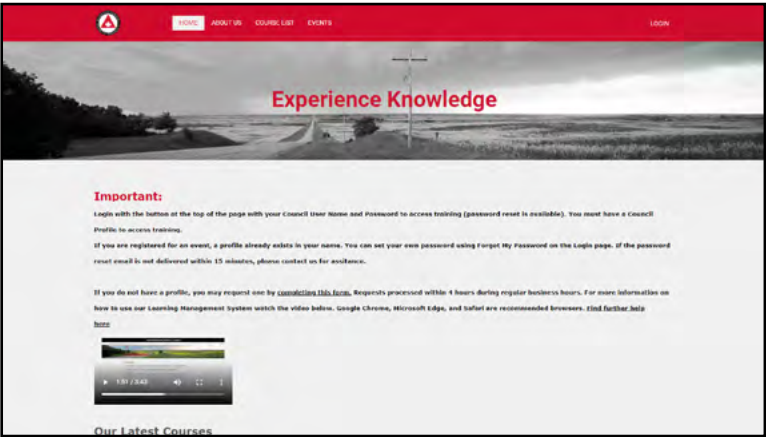 HOME ABOUT US COURSE LIST EVENTS LOGIN
Experience Knowledge
Important:
Login with the button at the top of the page with your Council User Name and Password to access training (password reset is available). You must have a Council
Profile to access training.
If you are registered for an event, a profile already exists in your name. You can set your own password using Forgot My Password on the Login page. If the password
reset email is not delivered within 15 minutes, please contact us for assitance.
If you do not have a profile, you may request one by completing this form. Requests processed within 4 hours during regular business hours. For more information on
how to use our Learning Management System watch the video below. Google Chrome, Microsoft Edge, and Safari are recommended browsers. Find further help
here
Our Latest Courses